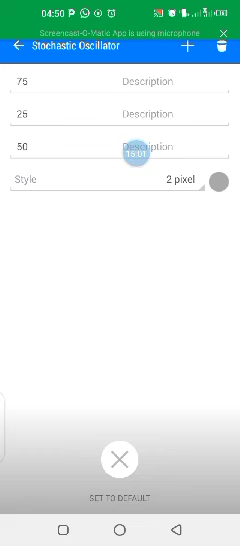 04:50
Screencast-O-Matic App is using microphone
Stochastic Oscillator
75 Description
25 Description
50 Description
15:01
Style 2 pixel
SET TO DEFAULT